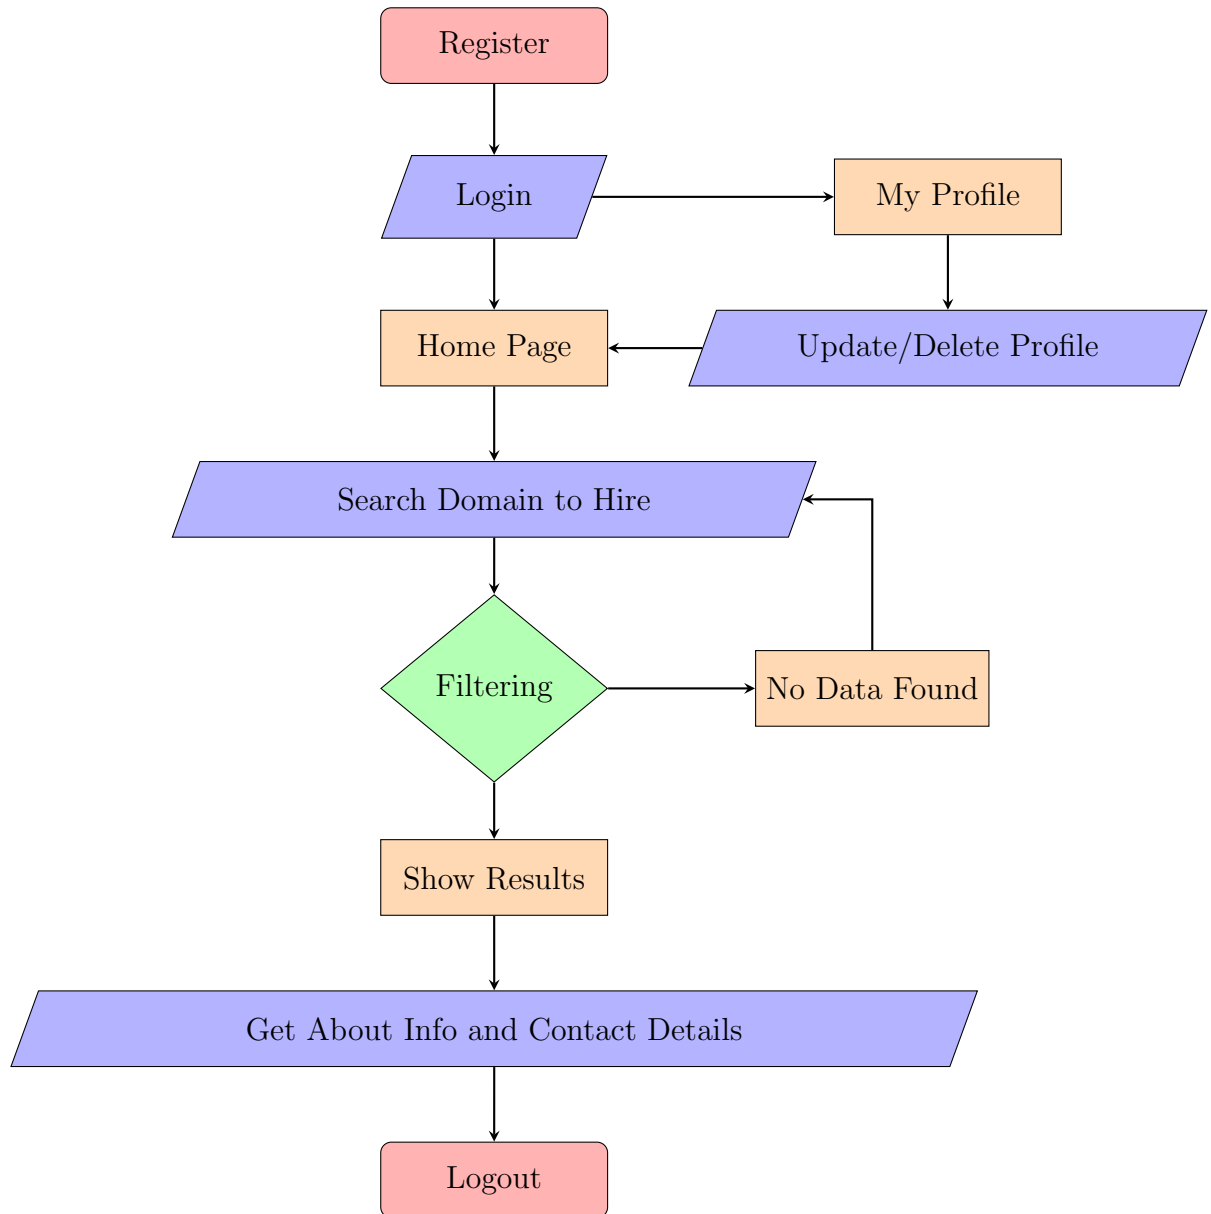 Register
Login
My Profile
Home Page
Update/Delete Profile
Search Domain to Hire
Filtering
No Data Found
Show Results
Get About Info and Contact Details
Logout